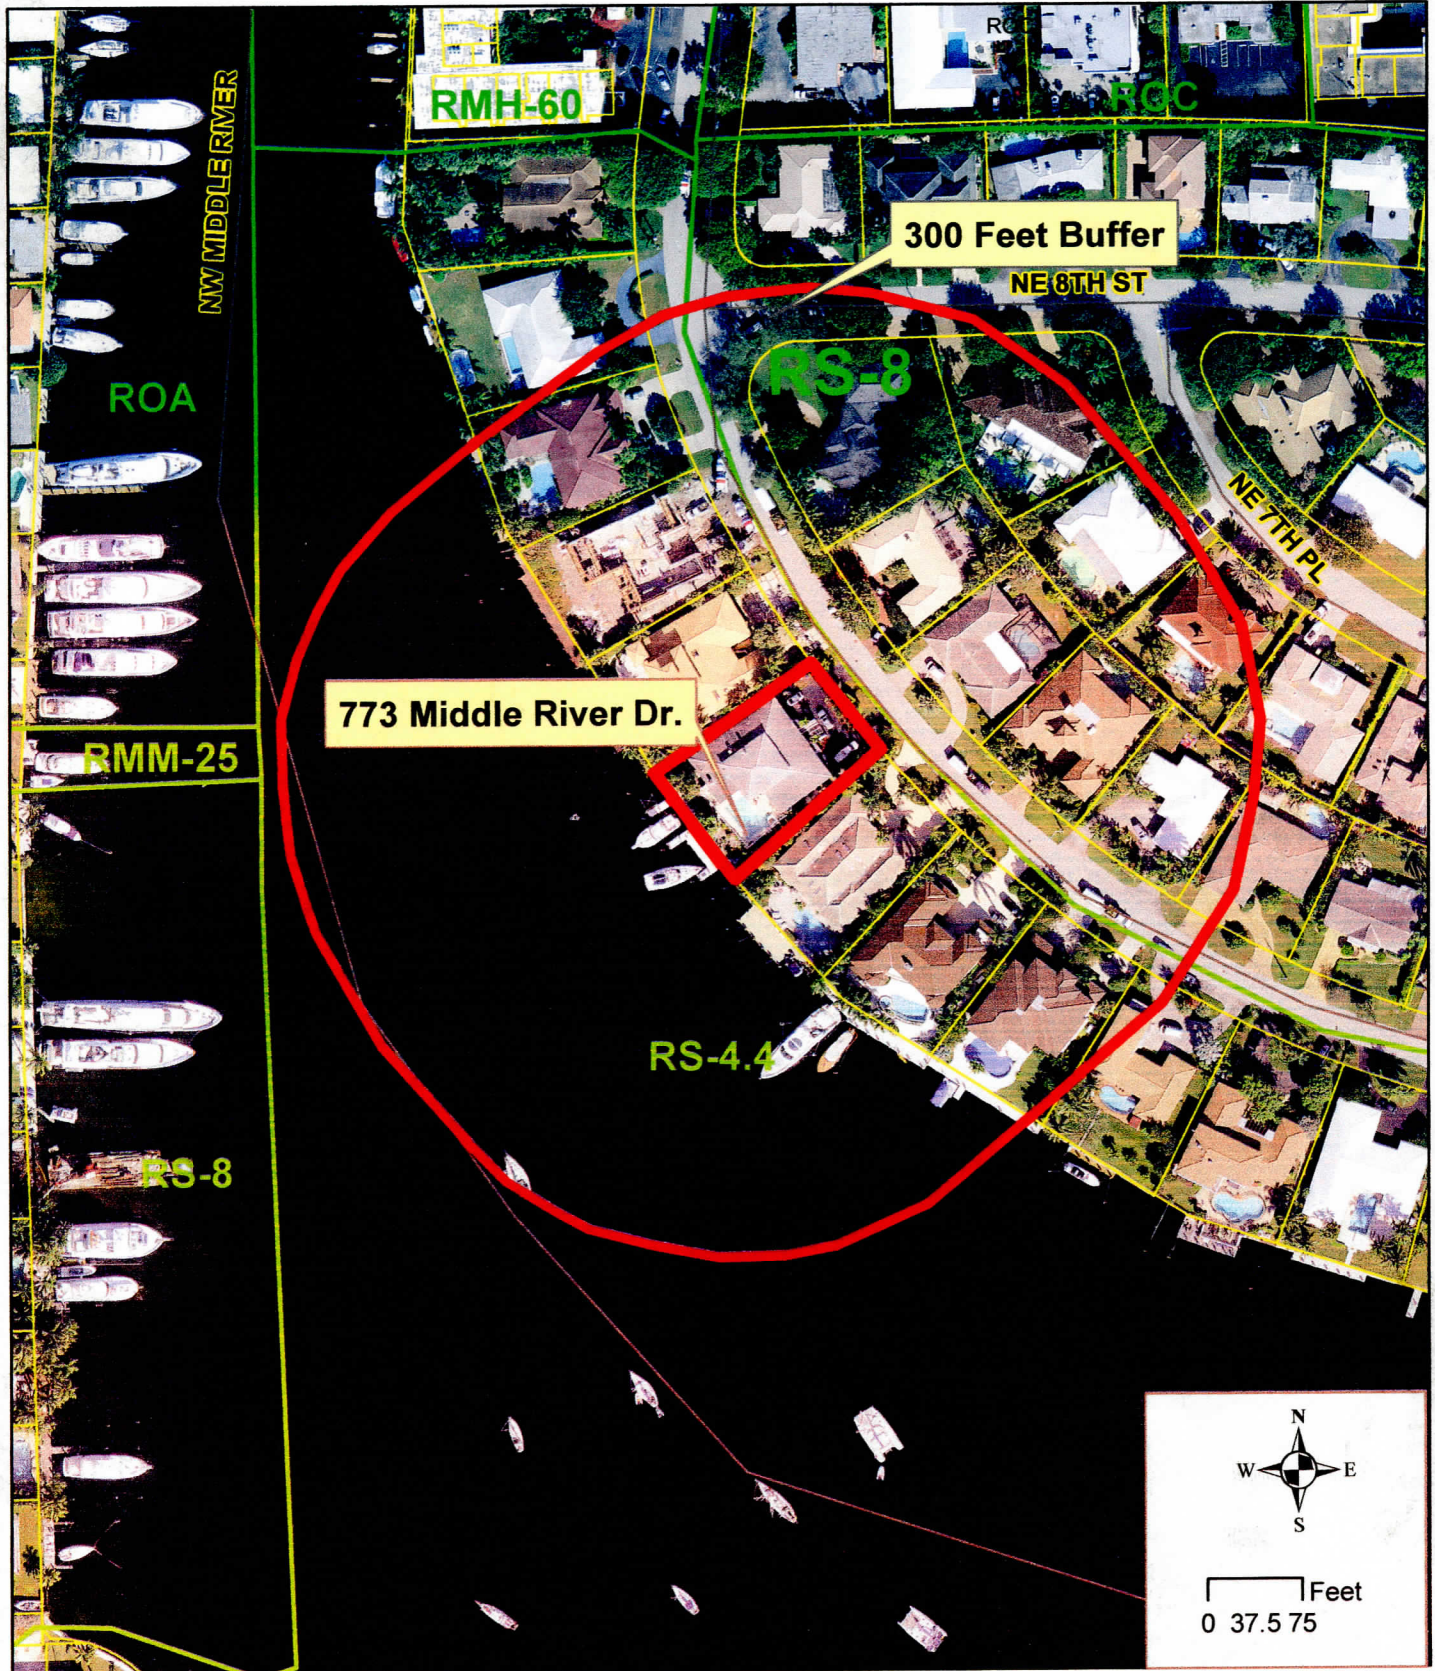 RO
RMH-60
ROC
NW MIDDLE RIVER
300 Feet Buffer
NE 8TH ST
RS-8
ROA
NE 7TH PL
773 Middle River Dr.
RMM-25
RS-4.4
RS-8
N
W E
S
Feet
0 37.5 75